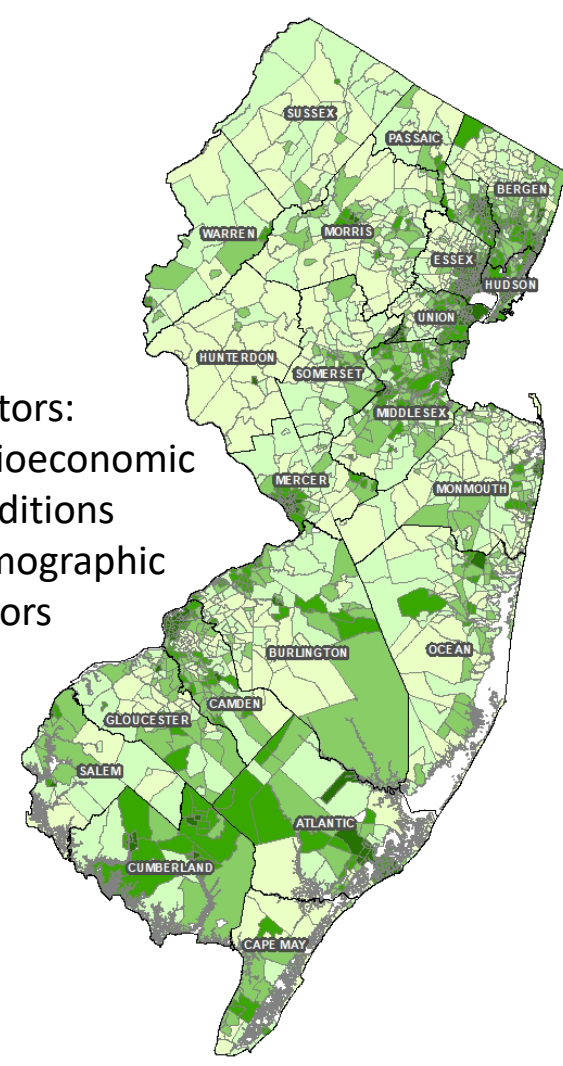 SUSSEX
PASSAIC
BERGEN
WARREN
MORRIS
ESSEX
HUDSON
UNION
HUNTERDON
SOMERSET
tors:
MIDDLESEX
ioeconomic
MERCER
MONMOUTH
ditions
mographic
ors
BURLINGTON
OCEAN
CAMDEN
GLOUCESTER
SALEM
ATLANTIC
CUMBERLAND
CAPE MAY